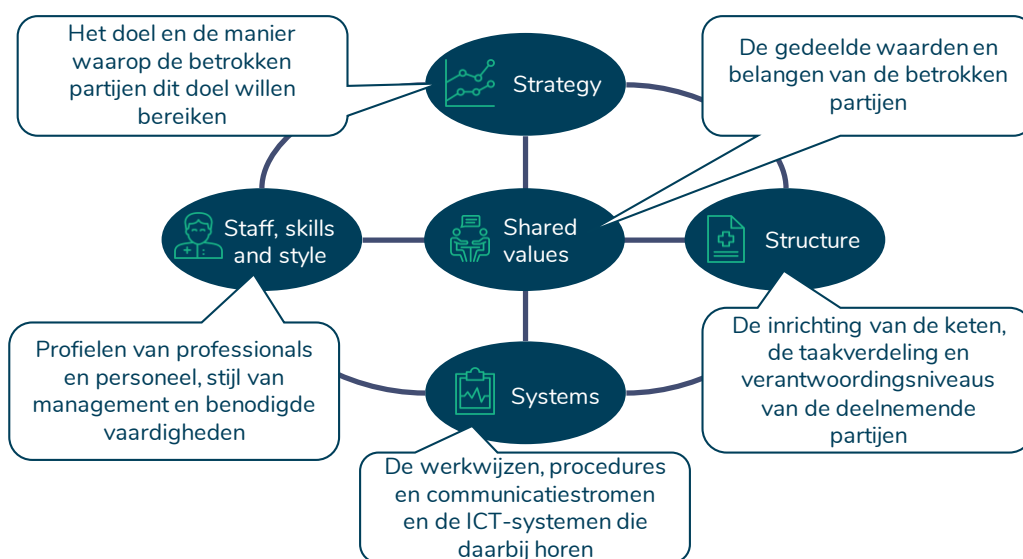 Het doel en de manier
waarop de betrokken
partijen dit doel willen
bereiken
Strategy
De gedeelde waarden en
belangen van de betrokken
partijen
Staff, skills
and style
Shared
values
Structure
Profielen van professionals
en personeel, stijl van
management en benodigde
vaardigheden
Systems
De inrichting van de keten,
de taakverdeling en
verantwoordingsniveaus
van de deelnemende
partijen
De werkwijzen, procedures
en communicatiestromen
en de ICT-systemen die
daarbij horen